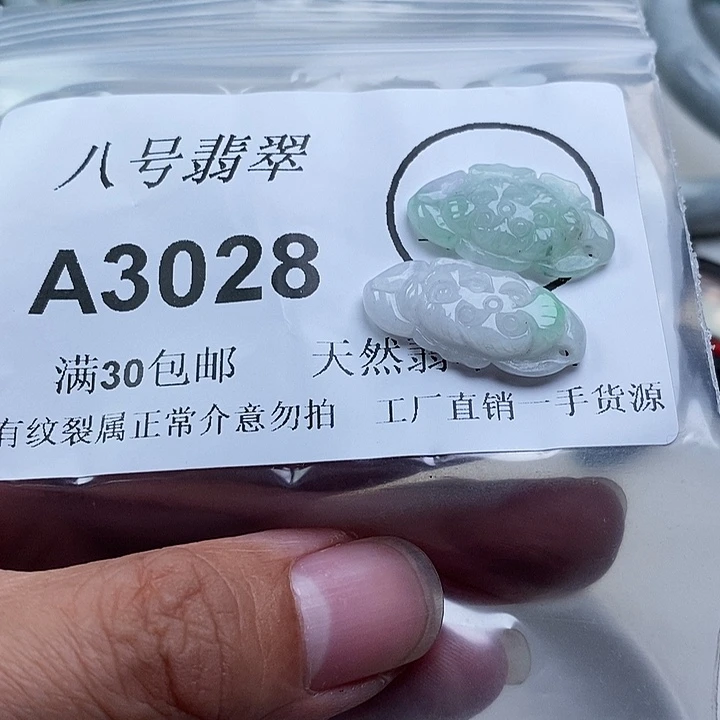 八号翡翠
A3028
满30包邮 天然翡
有纹裂属正常介意勿拍 工厂直销一手货源